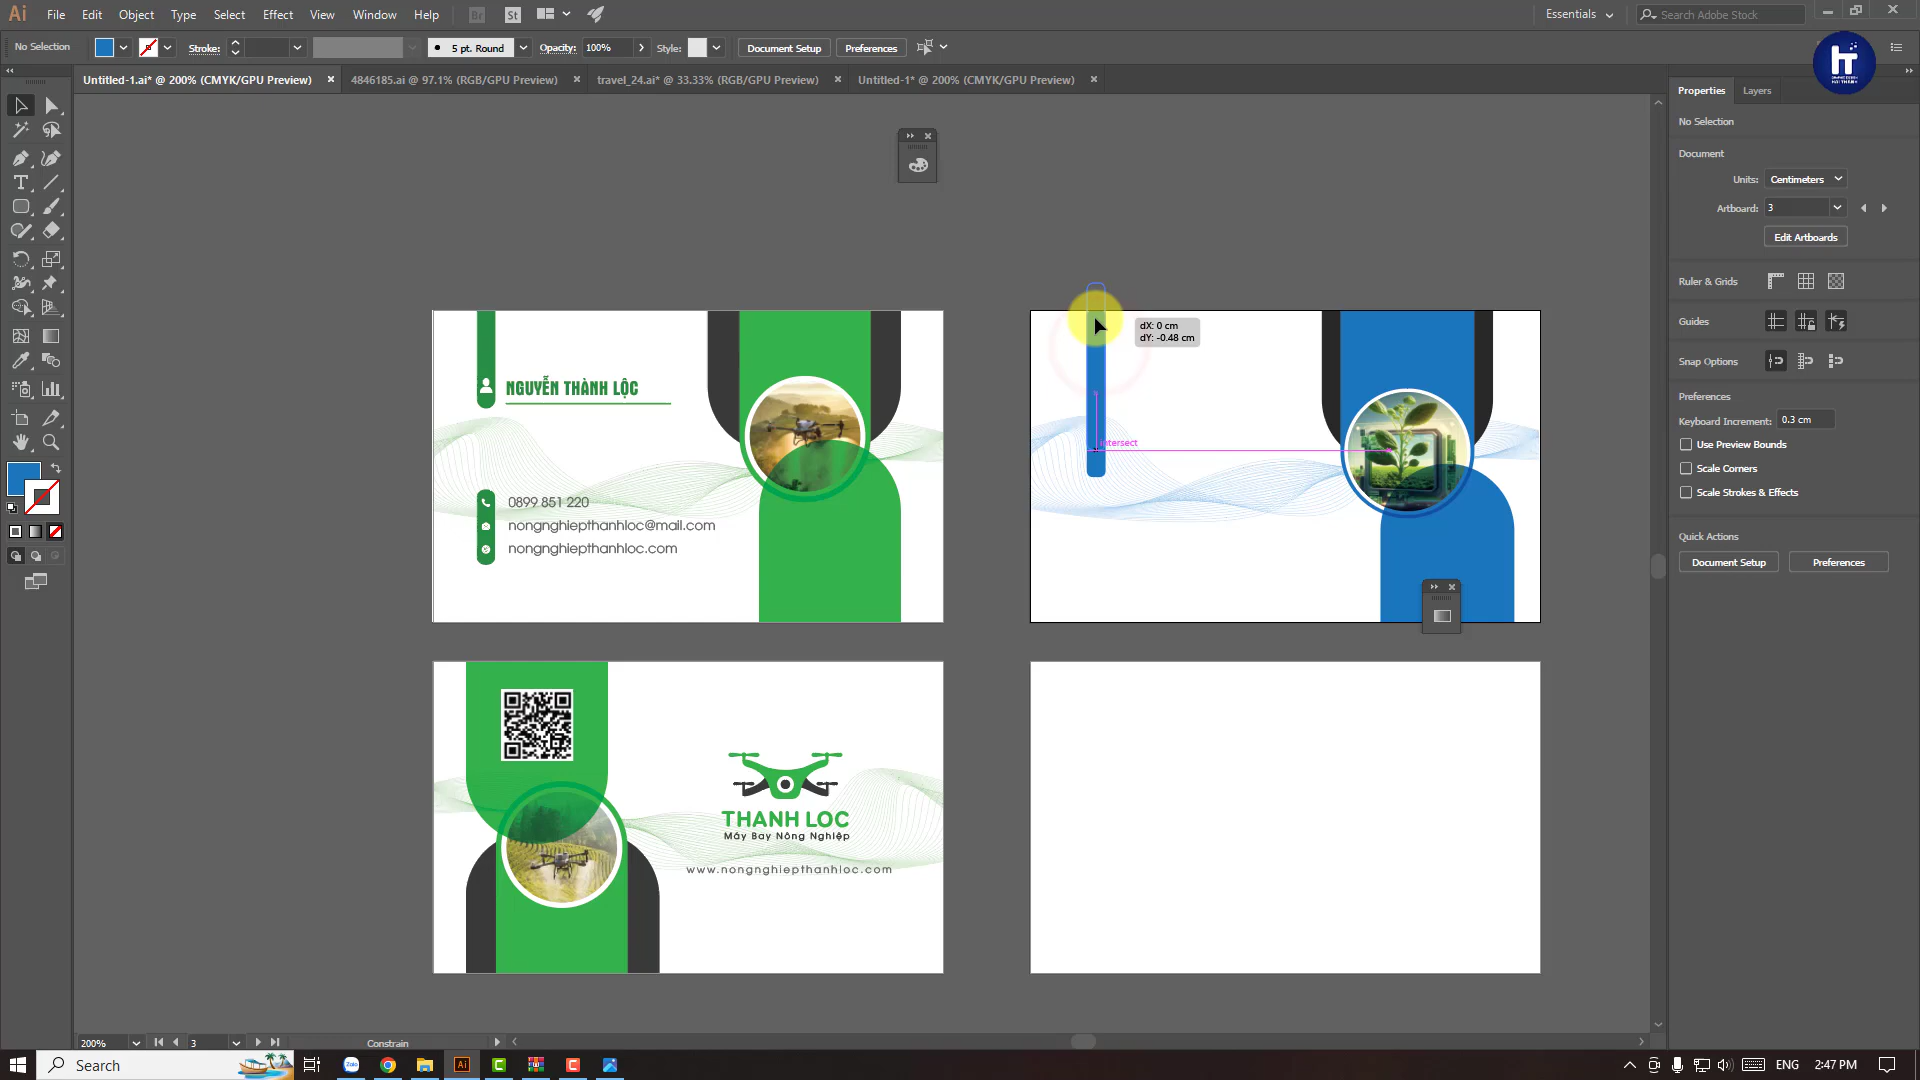 Ai File Edit Object Type Select Effect View Window Help Br St Essentials Search Adobe Stock
No Selection Stroke: 5 pt. Round Opacity: 100% Style: Document Setup Preferences
Untitled-1.ai* @ 200% (CMYK/GPU Preview) 4846185.ai @ 97.1% (RGB/GPU Preview) travel_24.ai* @ 33.33% (RGB/GPU Preview) Untitled-1* @ 200% (CMYK/GPU Preview)
HT
Properties Layers
No Selection
Document
Units: Centimeters
Artboard: 3
Edit Artboards
Ruler & Grids
Guides
Snap Options
Preferences
Keyboard Increment: 0.3 cm
Use Preview Bounds
Scale Corners
Scale Strokes & Effects
Quick Actions
Document Setup Preferences
NGUYỄN THÀNH LỘC
0899 851 220
nongnghiepthanhloc@mail.com
nongnghiepthanhloc.com
dX: 0 cm
dY: -0.48 cm
intersect
THANH LOC
Máy Bay Nông Nghiệp
www.nongnghiepthanhloc.com
200% 3 Constrain
Search Zalo Ai ENG 2:47 PM